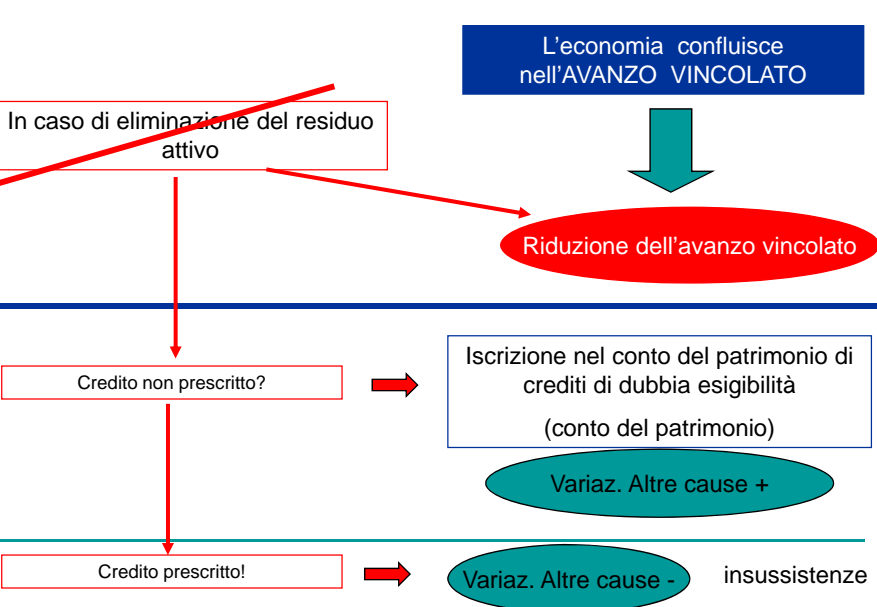 L'economia confluisce
nell'AVANZO VINCOLATO
In caso di eliminazione del residuo
attivo
Riduzione dell'avanzo vincolato
Credito non prescritto?
Iscrizione nel conto del patrimonio di
crediti di dubbia esigibilità
(conto del patrimonio)
Variaz. Altre cause +
Credito prescritto!
Variaz. Altre cause -
insussistenze